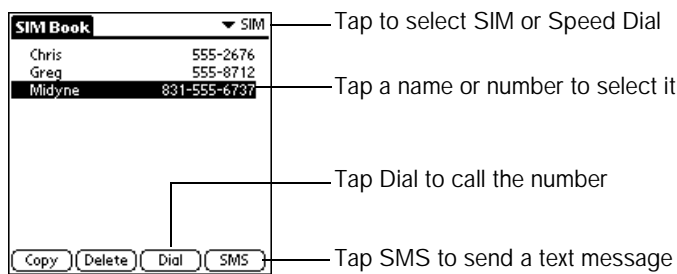 SIM Book SIM
Tap to select SIM or Speed Dial
Chris 555-2676
Greg 555-8712
Midyne 831-555-6737
Tap a name or number to select it
Tap Dial to call the number
Copy Delete Dial SMS
Tap SMS to send a text message